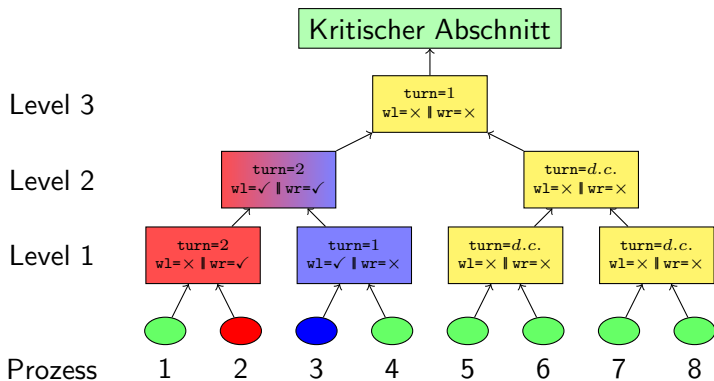 Kritischer Abschnitt
Level 3
turn=1
wl=× ‖ wr=×
Level 2
turn=2
wl=✓ ‖ wr=✓
turn=d.c.
wl=× ‖ wr=×
Level 1
turn=2
wl=× ‖ wr=✓
turn=1
wl=✓ ‖ wr=×
turn=d.c.
wl=× ‖ wr=×
turn=d.c.
wl=× ‖ wr=×
Prozess 1 2 3 4 5 6 7 8